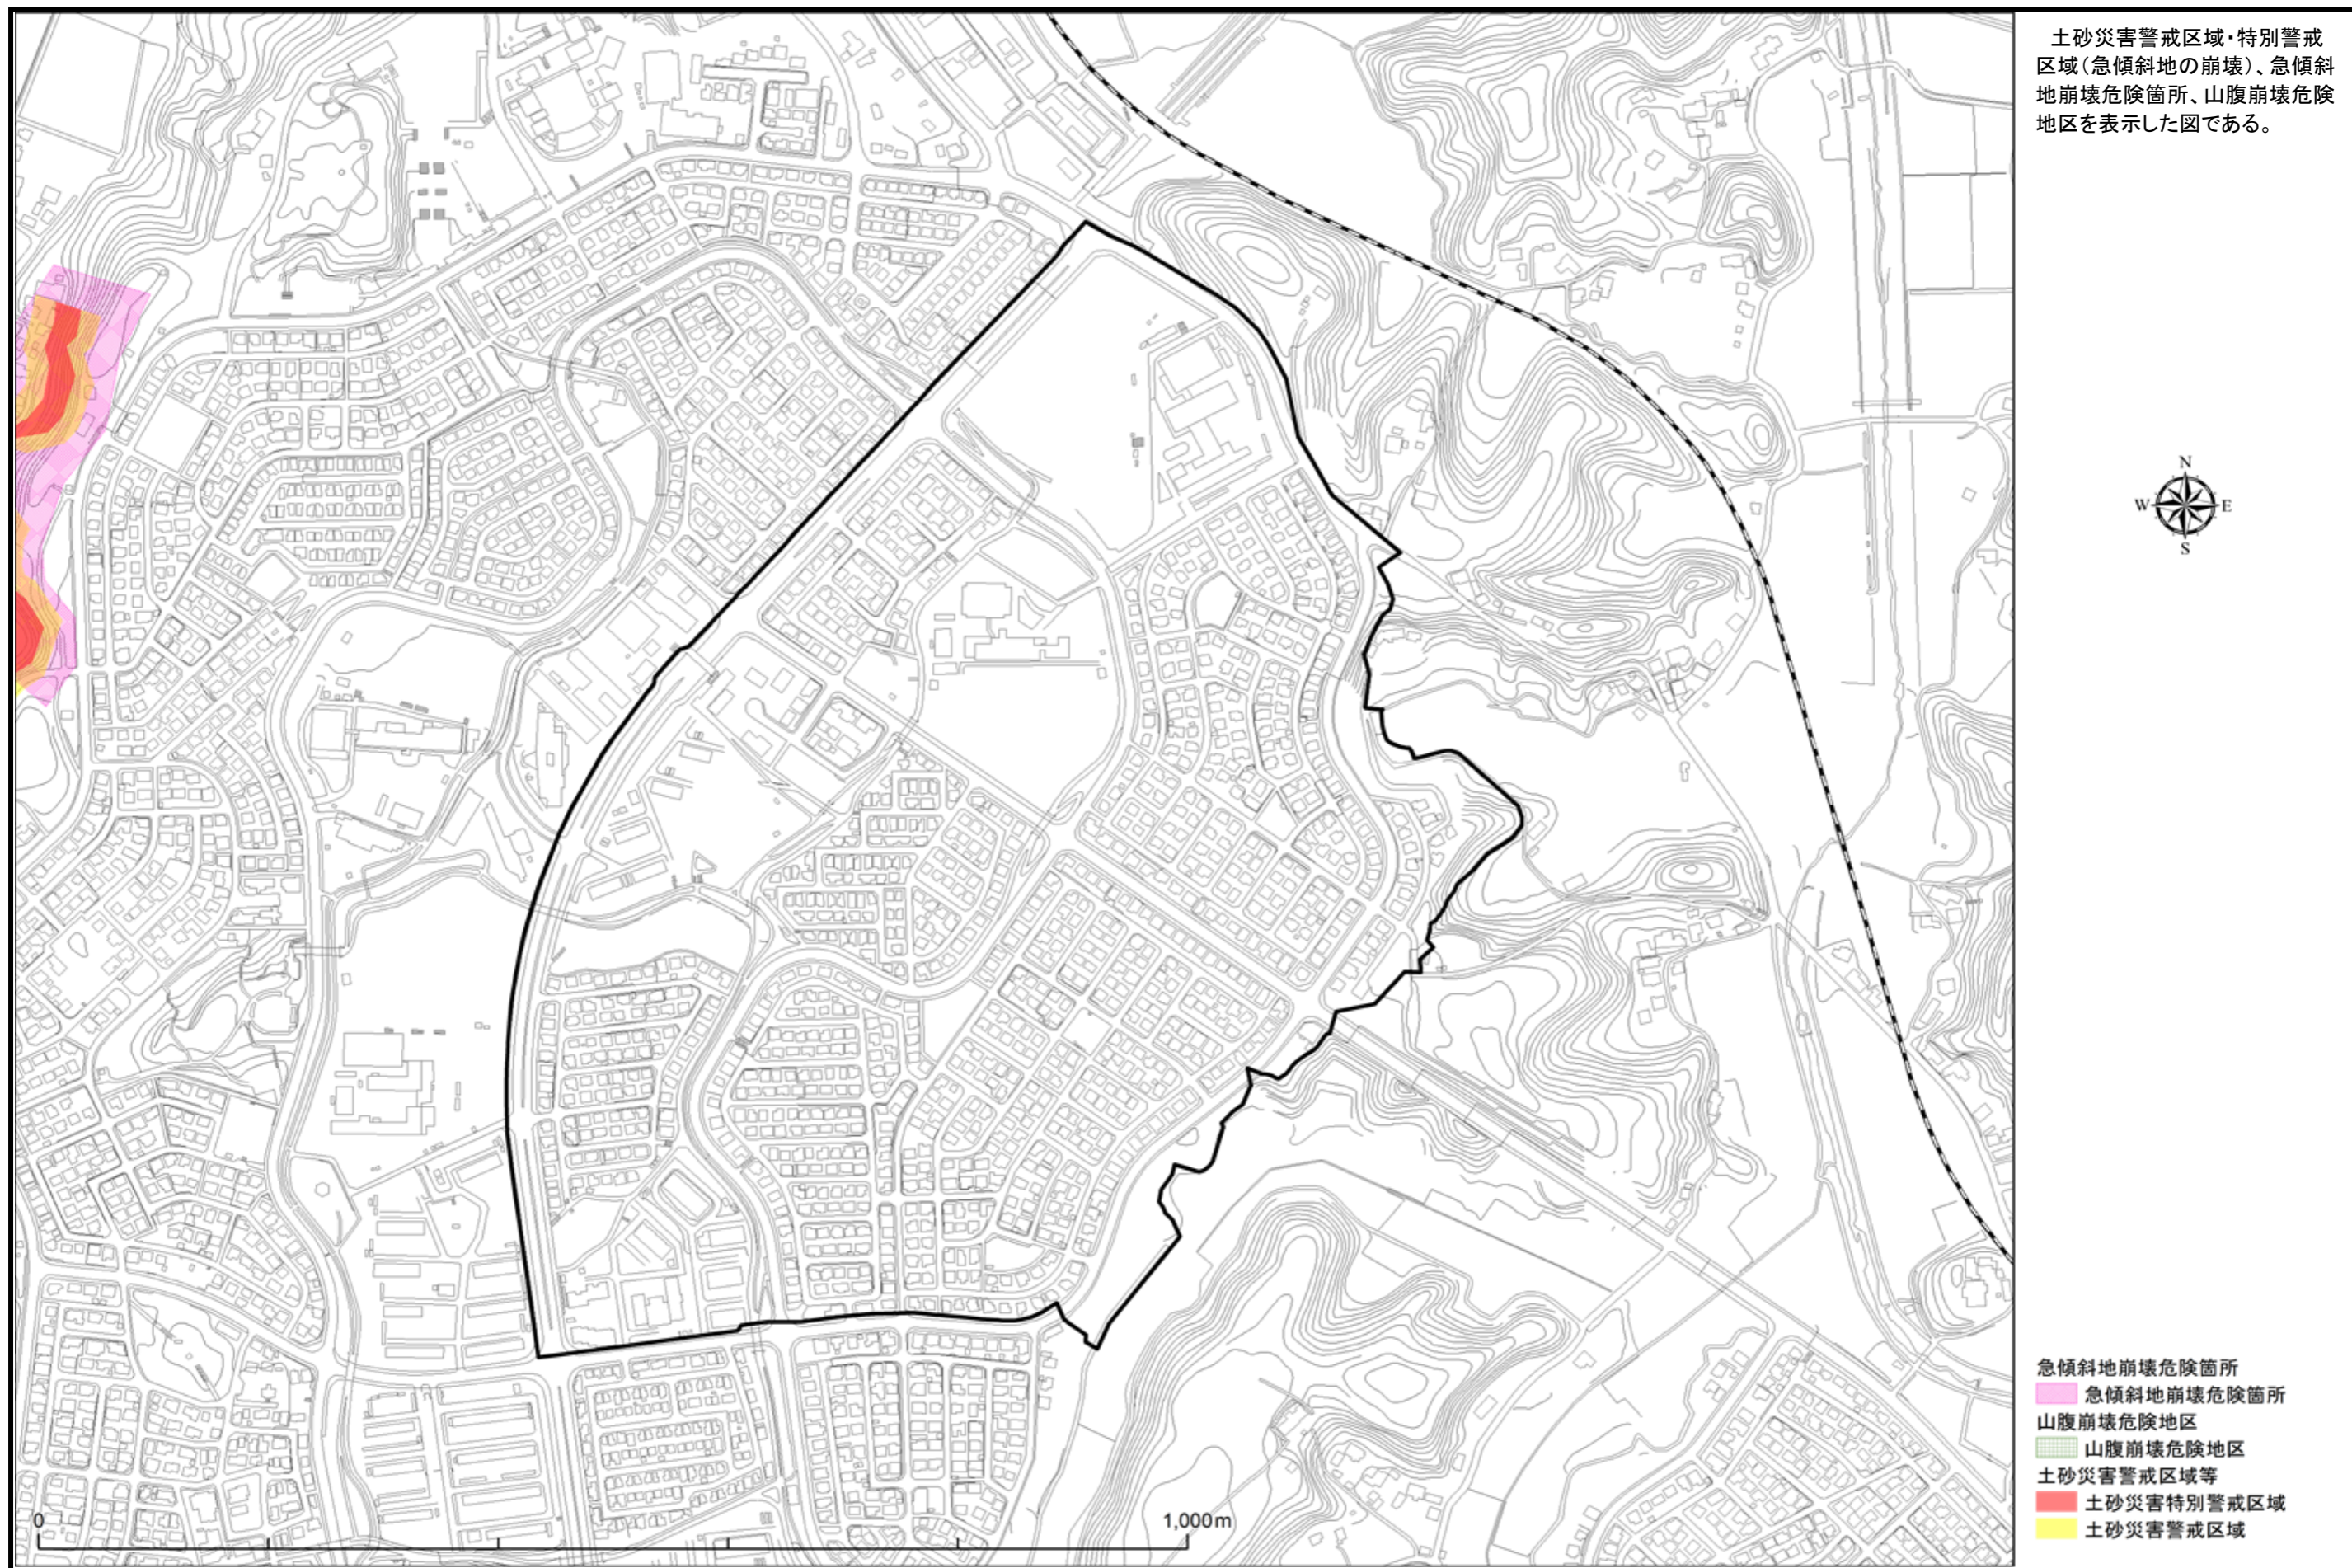 土砂災害警戒区域・特別警戒
区域（急傾斜地の崩壊）、急傾斜
地崩壊危険箇所、山腹崩壊危険
地区を表示した図である。
N
W
E
S
急傾斜地崩壊危険箇所
急傾斜地崩壊危険箇所
山腹崩壊危険地区
山腹崩壊危険地区
土砂災害警戒区域等
土砂災害特別警戒区域
土砂災害警戒区域
0
1,000m